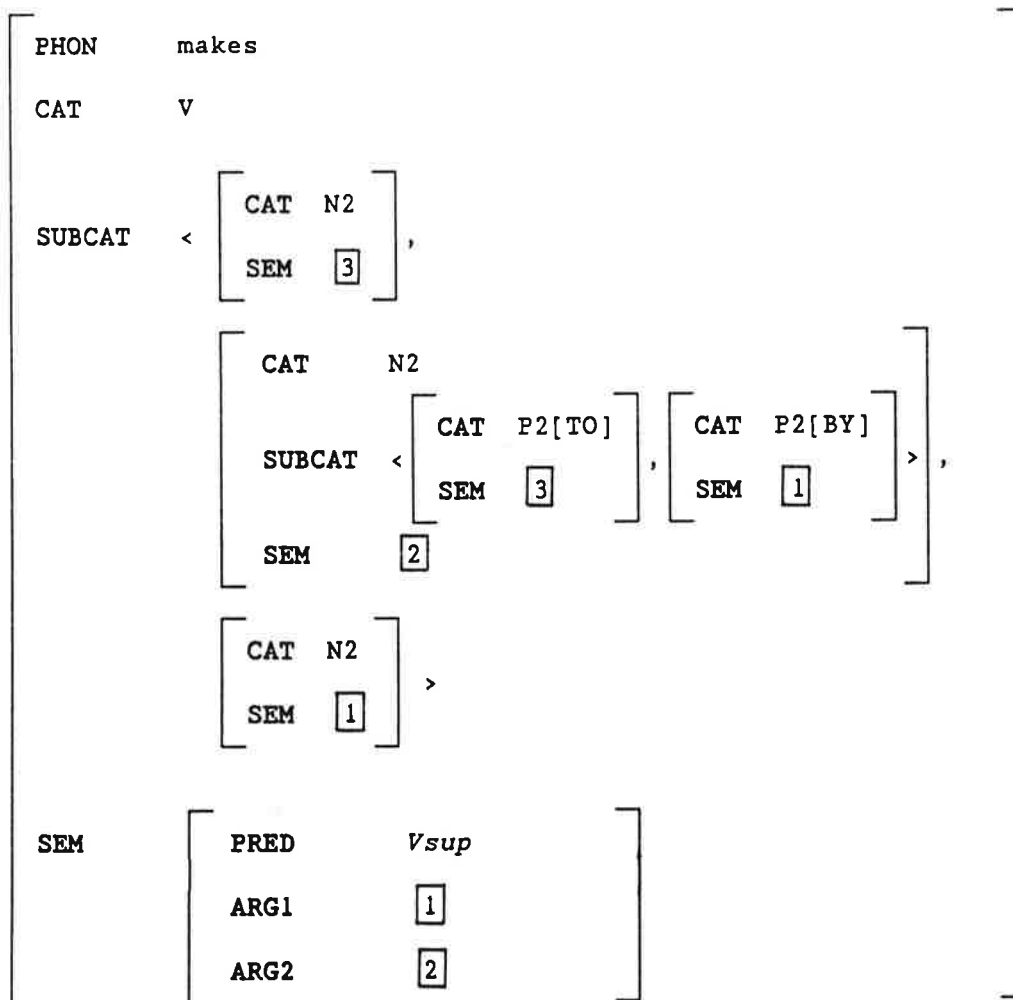 PHON makes
CAT V
CAT N2
SUBCAT < ,
SEM 3
CAT N2
CAT P2[TO] CAT P2[BY]
SUBCAT < , > ,
SEM 3 SEM 1
SEM 2
CAT N2
>
SEM 1
SEM PRED Vsup
ARG1 1
ARG2 2